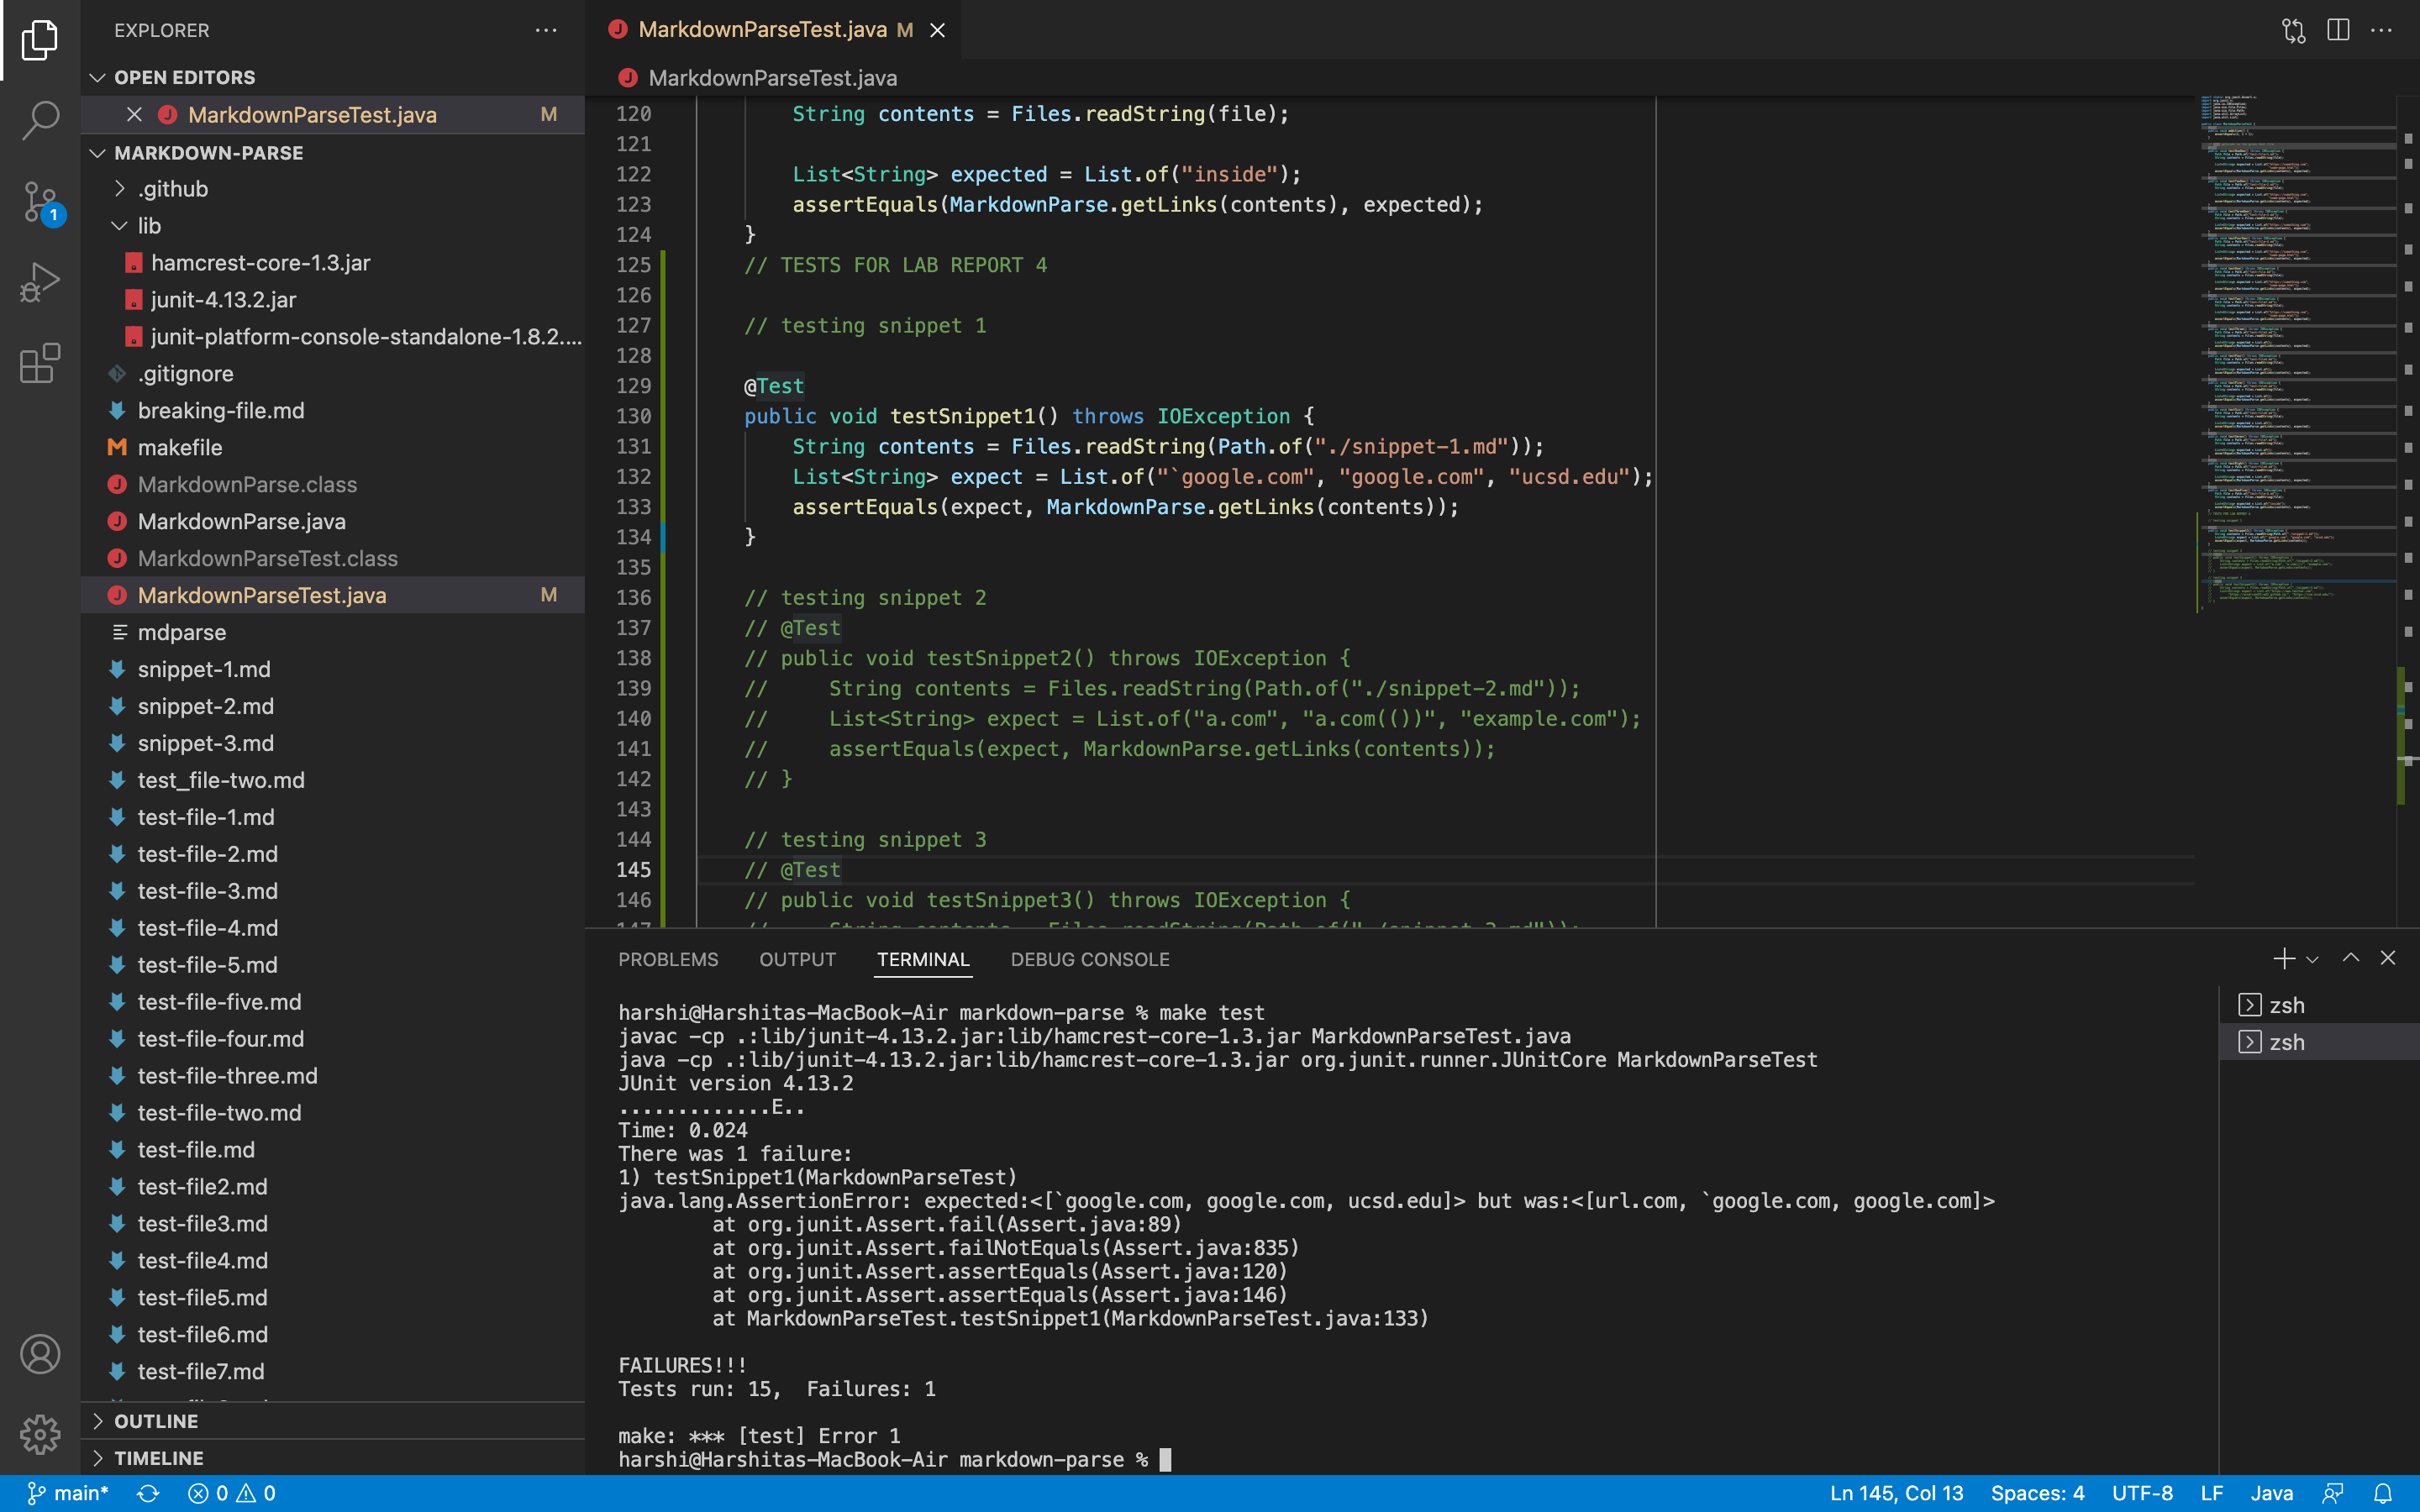 EXPLORER
OPEN EDITORS
MarkdownParseTest.java M
MARKDOWN-PARSE
.github
lib
hamcrest-core-1.3.jar
junit-4.13.2.jar
junit-platform-console-standalone-1.8.2....
.gitignore
breaking-file.md
makefile
MarkdownParse.class
MarkdownParse.java
MarkdownParseTest.class
MarkdownParseTest.java M
mdparse
snippet-1.md
snippet-2.md
snippet-3.md
test_file-two.md
test-file-1.md
test-file-2.md
test-file-3.md
test-file-4.md
test-file-5.md
test-file-five.md
test-file-four.md
test-file-three.md
test-file-two.md
test-file.md
test-file2.md
test-file3.md
test-file4.md
test-file5.md
test-file6.md
test-file7.md
OUTLINE
TIMELINE
1
MarkdownParseTest.java M
MarkdownParseTest.java
120 String contents = Files.readString(file);
121
122 List<String> expected = List.of("inside");
123 assertEquals(MarkdownParse.getLinks(contents), expected);
124 }
125 // TESTS FOR LAB REPORT 4
126
127 // testing snippet 1
128
129 @Test
130 public void testSnippet1() throws IOException {
131 String contents = Files.readString(Path.of("./snippet-1.md"));
132 List<String> expect = List.of("`google.com", "google.com", "ucsd.edu");
133 assertEquals(expect, MarkdownParse.getLinks(contents));
134 }
135
136 // testing snippet 2
137 // @Test
138 // public void testSnippet2() throws IOException {
139 // String contents = Files.readString(Path.of("./snippet-2.md"));
140 // List<String> expect = List.of("a.com", "a.com(())", "example.com");
141 // assertEquals(expect, MarkdownParse.getLinks(contents));
142 // }
143
144 // testing snippet 3
145 // @Test
146 // public void testSnippet3() throws IOException {
147 // String contents = Files.readString(Path.of("./snippet-3.md"));
PROBLEMS OUTPUT TERMINAL DEBUG CONSOLE
zsh
zsh
harshi@Harshitas-MacBook-Air markdown-parse % make test
javac -cp .:lib/junit-4.13.2.jar:lib/hamcrest-core-1.3.jar MarkdownParseTest.java
java -cp .:lib/junit-4.13.2.jar:lib/hamcrest-core-1.3.jar org.junit.runner.JUnitCore MarkdownParseTest
JUnit version 4.13.2
.............E..
Time: 0.024
There was 1 failure:
1) testSnippet1(MarkdownParseTest)
java.lang.AssertionError: expected:<[`google.com, google.com, ucsd.edu]> but was:<[url.com, `google.com, google.com]>
at org.junit.Assert.fail(Assert.java:89)
at org.junit.Assert.failNotEquals(Assert.java:835)
at org.junit.Assert.assertEquals(Assert.java:120)
at org.junit.Assert.assertEquals(Assert.java:146)
at MarkdownParseTest.testSnippet1(MarkdownParseTest.java:133)
FAILURES!!!
Tests run: 15,  Failures: 1
make: *** [test] Error 1
harshi@Harshitas-MacBook-Air markdown-parse %
main* 0 0 Ln 145, Col 13 Spaces: 4 UTF-8 LF Java